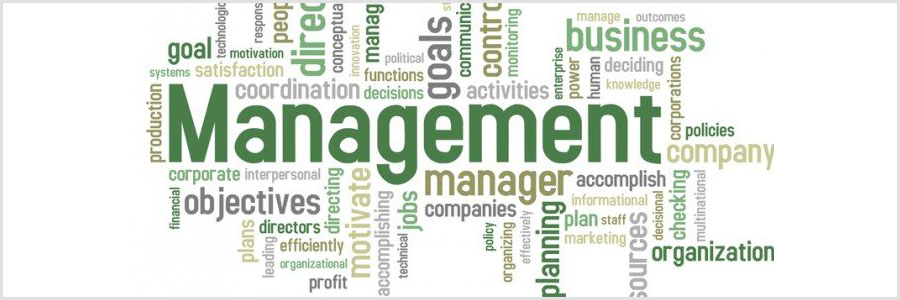 technologic
respons
peop
direc
conceptua
innovation
manag
political
goals
st
communic
contro
monitoring
manage
outcomes
business
goal
motivation
systems
satisfaction
functions
enterprise
power
human
deciding
knowledge
coordination
decisions
activities
corporations
production
Management
policies
company
corporate
interpersonal
manager
accomplish
financial
objectives
directing
motivate
accomplishing
jobs
companies
informational
decisional
checking
multinational
plans
directors
leading
efficiently
organizational
profit
technical
policy
organizing
effectively
planning
plan
staff
marketing
sources
organization